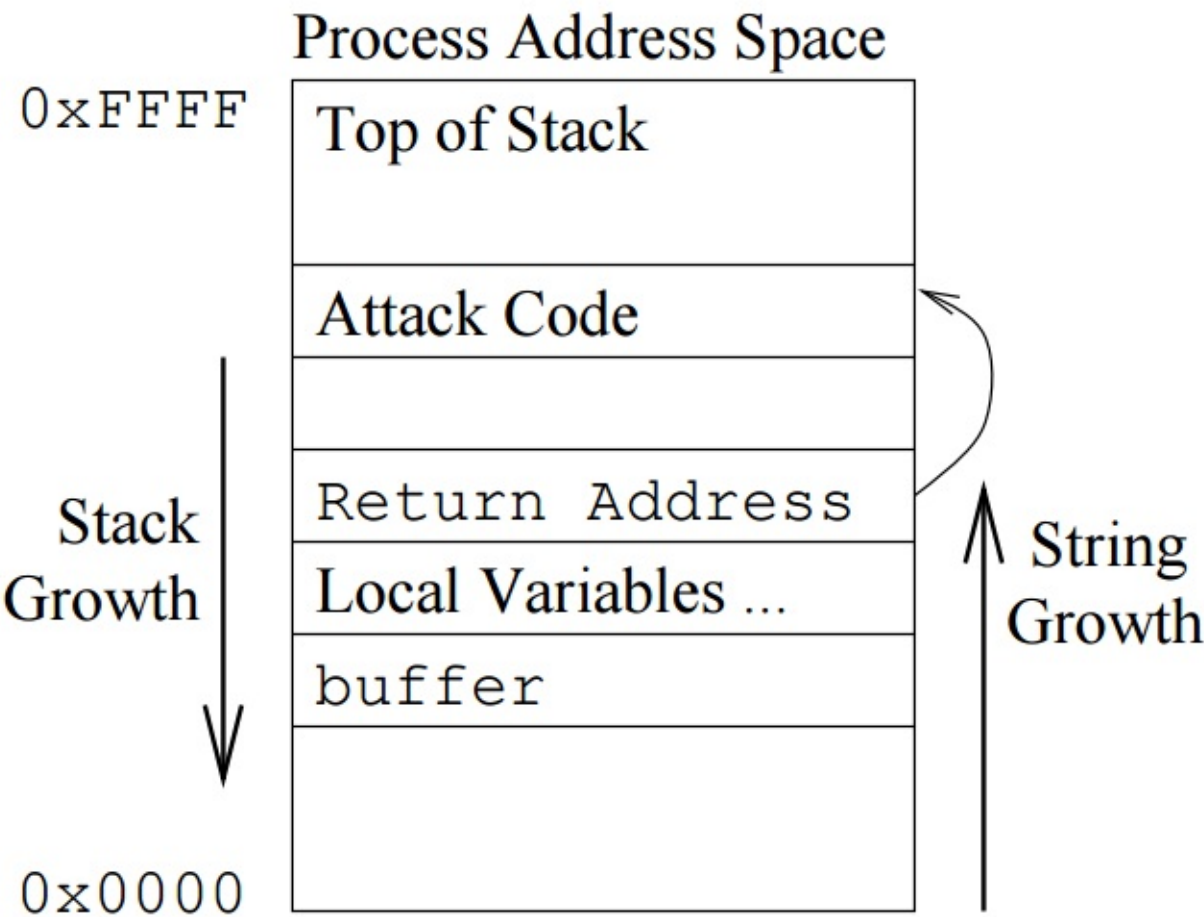 Process Address Space
0xFFFF
Top of Stack
Attack Code
Return Address
Stack
Growth
Local Variables ...
String
Growth
buffer
0x0000